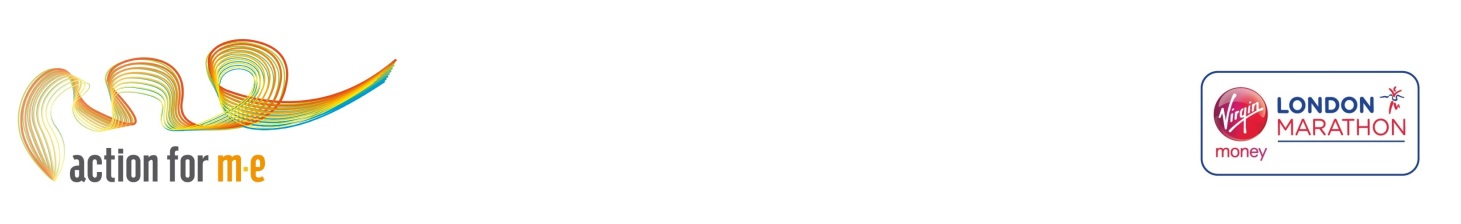 action for m·e
Virgin money
LONDON
MARATHON